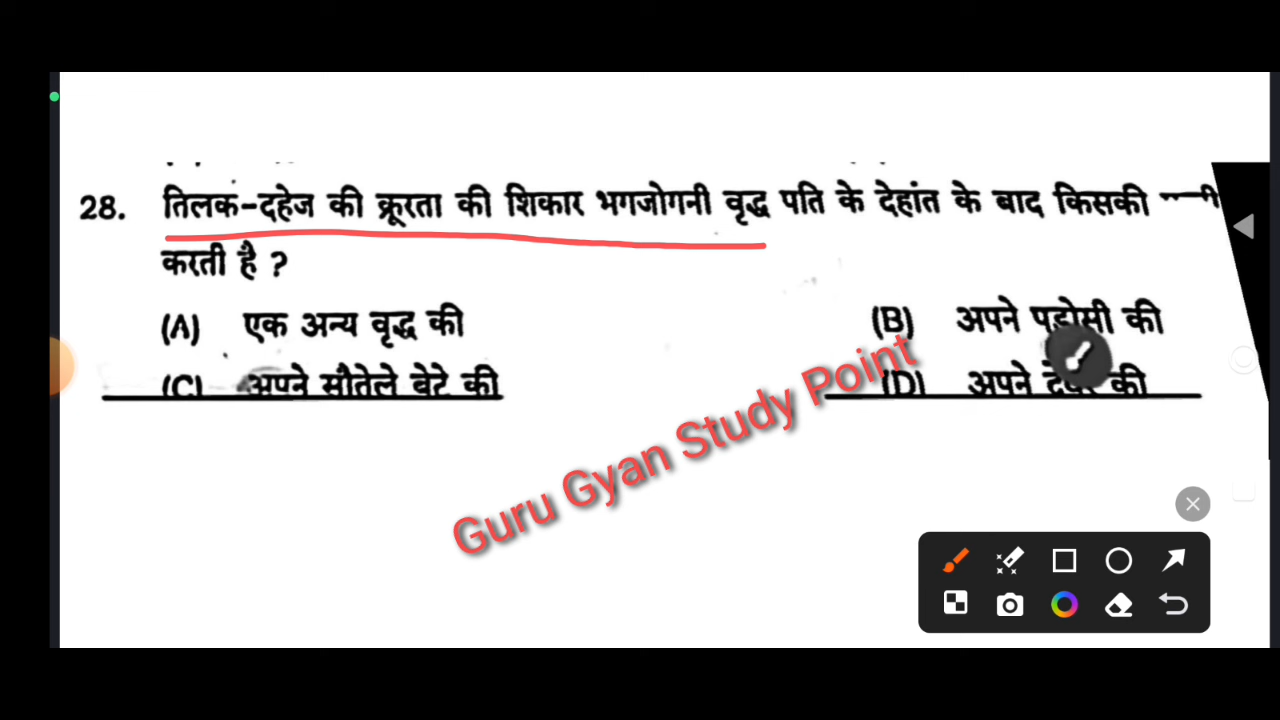 28. तिलक-दहेज की क्रूरता की शिकार भगजोगनी वृद्ध पति के देहांत के बाद किसकी
करती है ?
(A) एक अन्य वृद्ध की (B) अपने पड़ोसी की
(C) अपने सौतेले बेटे की (D) अपने देवर की
Guru Gyan Study Point